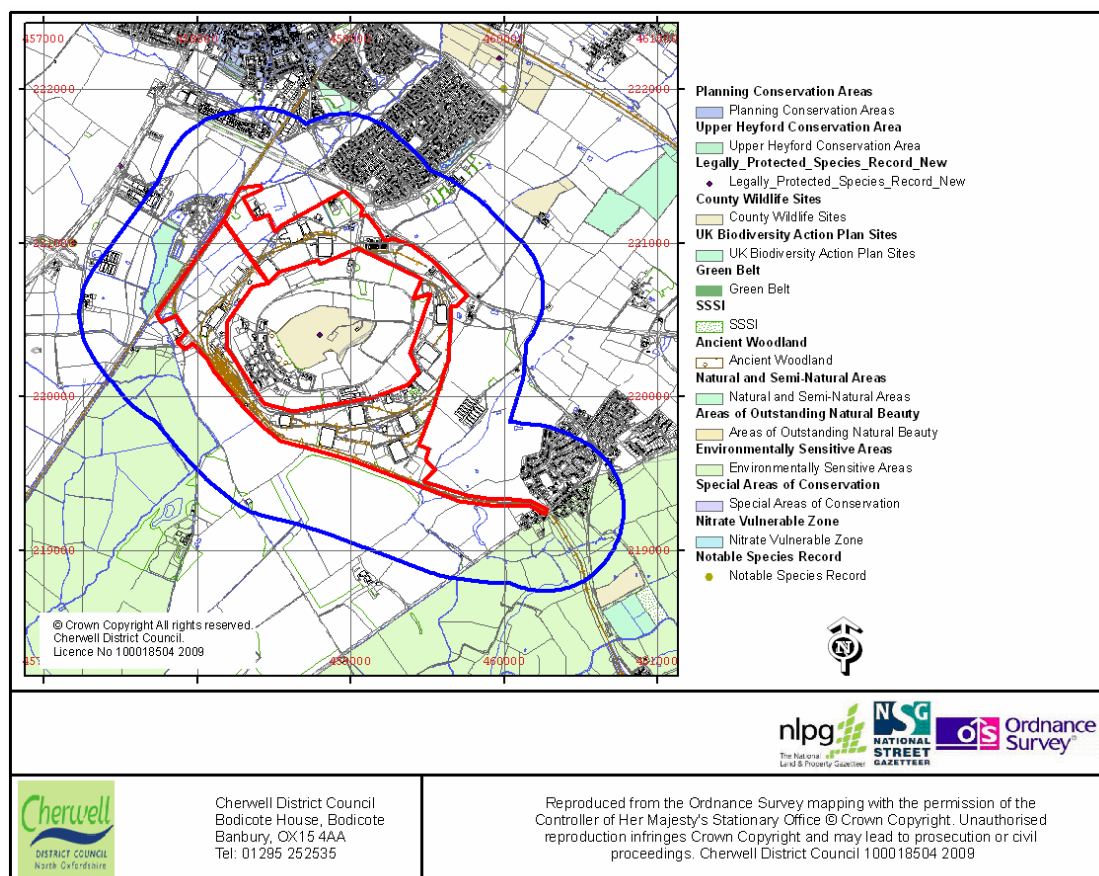 457000
459000
460000
461000
222000
222000
221000
221000
220000
220000
219000
219000
459000
460000
461000
© Crown Copyright All rights reserved.
Cherwell District Council.
Licence No 100018504 2009
Planning Conservation Areas
Planning Conservation Areas
Upper Heyford Conservation Area
Upper Heyford Conservation Area
Legally_Protected_Species_Record_New
Legally_Protected_Species_Record_New
County Wildlife Sites
County Wildlife Sites
UK Biodiversity Action Plan Sites
UK Biodiversity Action Plan Sites
Green Belt
Green Belt
SSSI
SSSI
Ancient Woodland
Ancient Woodland
Natural and Semi-Natural Areas
Natural and Semi-Natural Areas
Areas of Outstanding Natural Beauty
Areas of Outstanding Natural Beauty
Environmentally Sensitive Areas
Environmentally Sensitive Areas
Special Areas of Conservation
Special Areas of Conservation
Nitrate Vulnerable Zone
Nitrate Vulnerable Zone
Notable Species Record
Notable Species Record
N
nlpg
The National
Land & Property Gazetteer
NSG
NATIONAL
STREET
GAZETTEER
OS
Ordnance
Survey
Cherwell
DISTRICT COUNCIL
North Oxfordshire
Cherwell District Council
Bodicote House, Bodicote
Banbury, OX15 4AA
Tel: 01295 252535
Reproduced from the Ordnance Survey mapping with the permission of the
Controller of Her Majesty's Stationary Office © Crown Copyright. Unauthorised
reproduction infringes Crown Copyright and may lead to prosecution or civil
proceedings. Cherwell District Council 100018504 2009